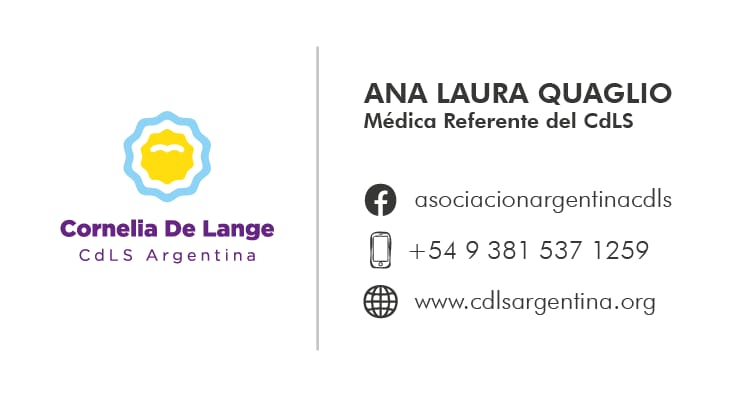 Cornelia De Lange
CdLS Argentina
ANA LAURA QUAGLIO
Médica Referente del CdLS
asociacionargentinacdls
+54 9 381 537 1259
www.cdlsargentina.org